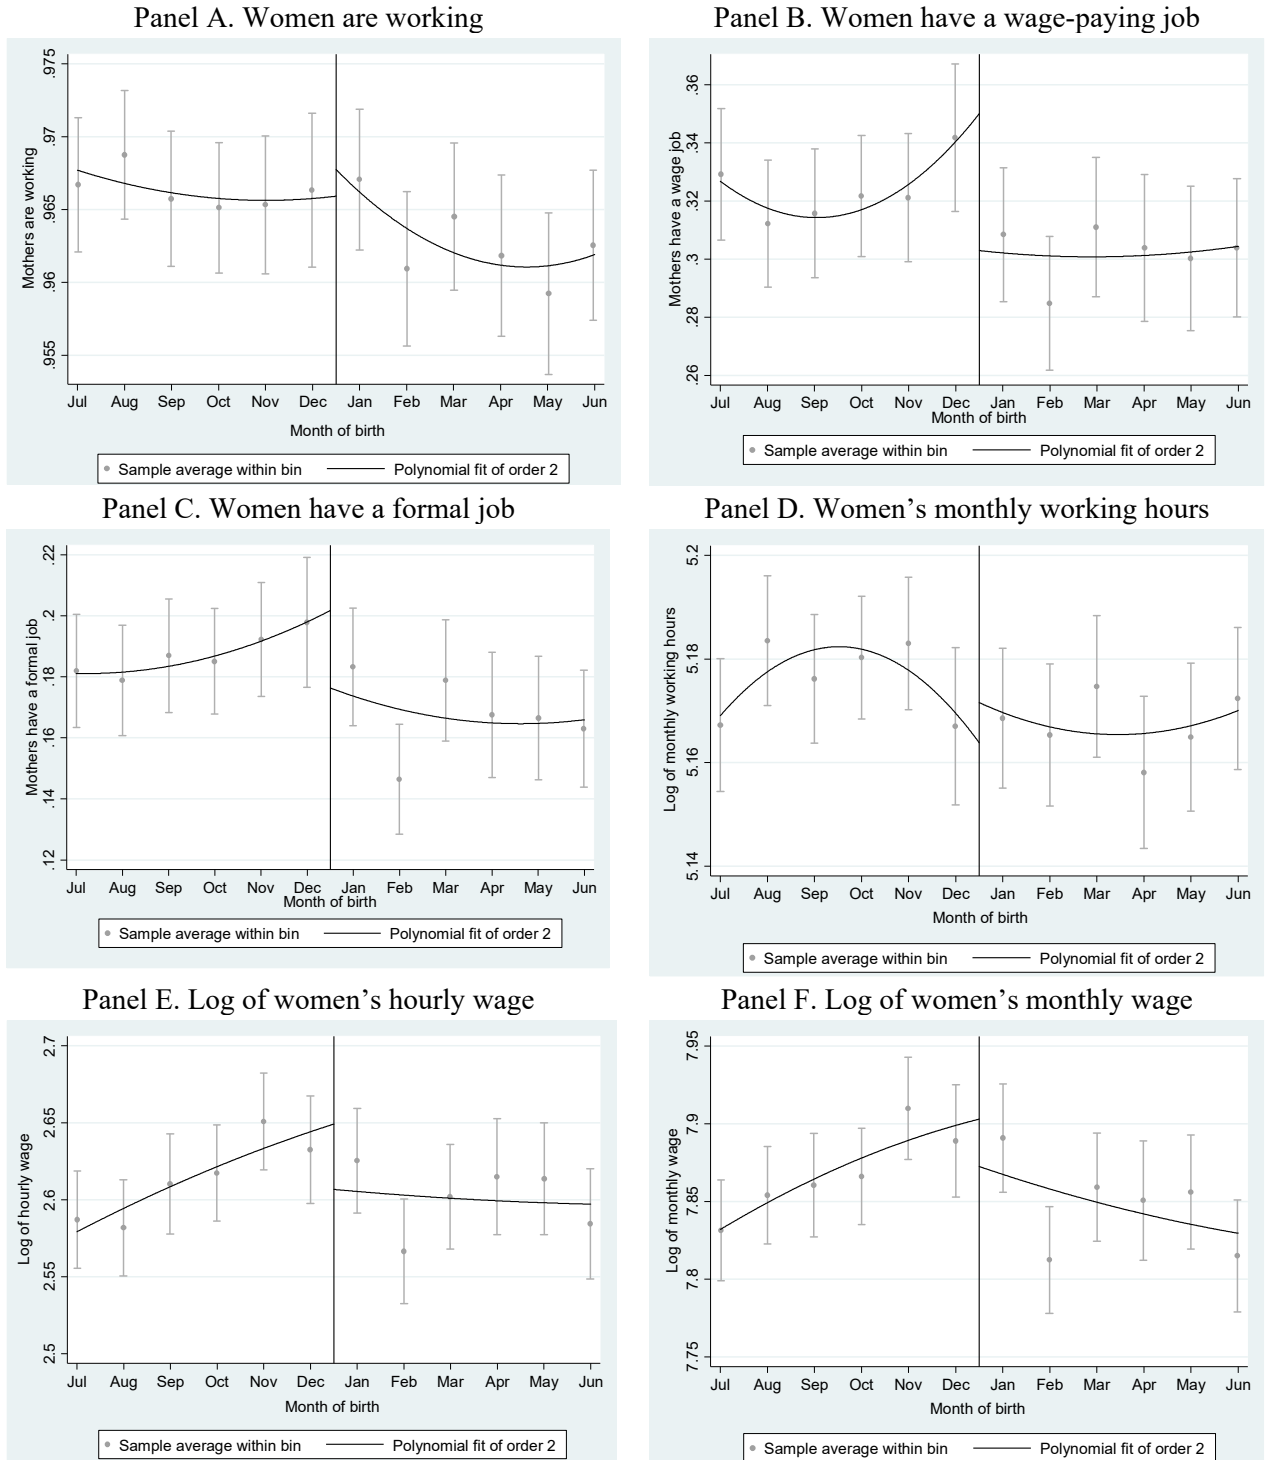 Panel A. Women are working
Mothers are working
.975
.97
.965
.96
.955
Jul Aug Sep Oct Nov Dec Jan Feb Mar Apr May Jun
Month of birth
Sample average within bin Polynomial fit of order 2
Panel B. Women have a wage-paying job
Mothers have a wage job
.36
.34
.32
.3
.28
.26
Jul Aug Sep Oct Nov Dec Jan Feb Mar Apr May Jun
Month of birth
Sample average within bin Polynomial fit of order 2
Panel C. Women have a formal job
Mothers have a formal job
.22
.2
.18
.16
.14
.12
Jul Aug Sep Oct Nov Dec Jan Feb Mar Apr May Jun
Month of birth
Sample average within bin Polynomial fit of order 2
Panel D. Women’s monthly working hours
Log of monthly working hours
5.2
5.18
5.16
5.14
Jul Aug Sep Oct Nov Dec Jan Feb Mar Apr May Jun
Month of birth
Sample average within bin Polynomial fit of order 2
Panel E. Log of women’s hourly wage
Log of hourly wage
2.7
2.65
2.6
2.55
2.5
Jul Aug Sep Oct Nov Dec Jan Feb Mar Apr May Jun
Month of birth
Sample average within bin Polynomial fit of order 2
Panel F. Log of women’s monthly wage
Log of monthly wage
7.95
7.9
7.85
7.8
7.75
Jul Aug Sep Oct Nov Dec Jan Feb Mar Apr May Jun
Month of birth
Sample average within bin Polynomial fit of order 2